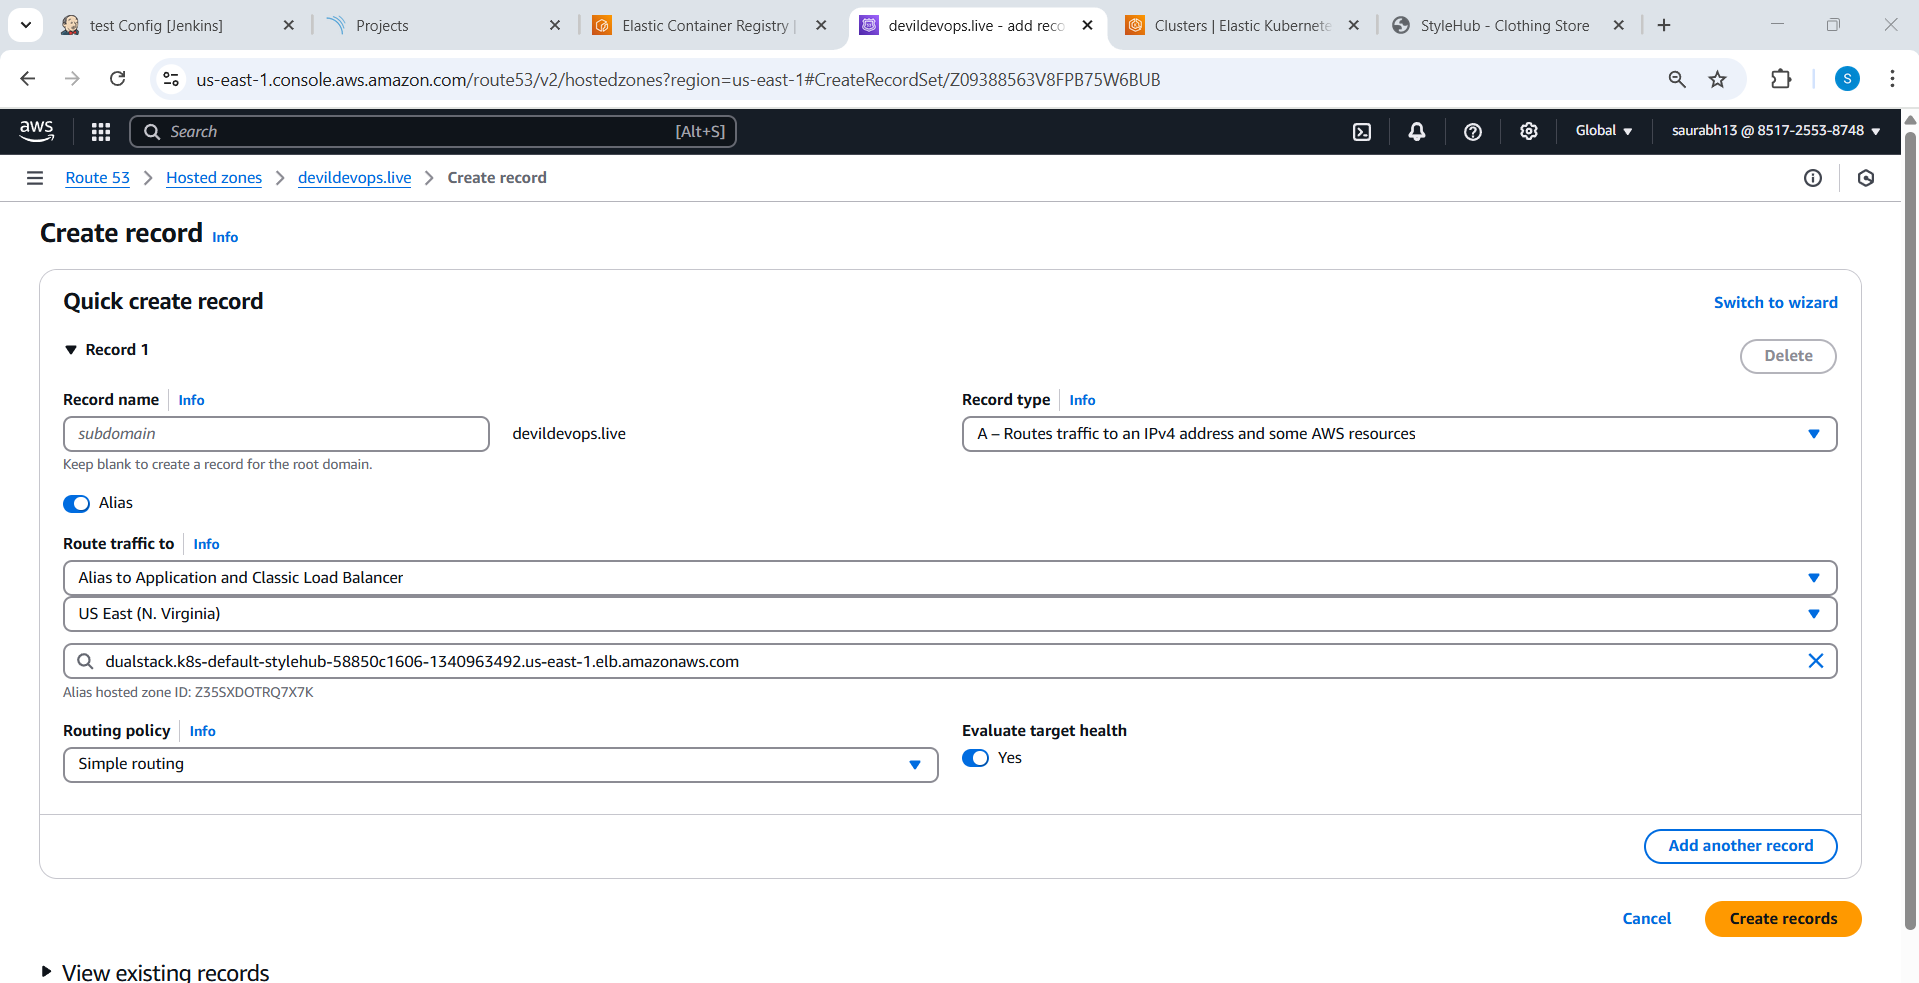 test Config [Jenkins]
Projects
Elastic Container Registry |
devildevops.live - add reco
Clusters | Elastic Kubernete
StyleHub - Clothing Store
us-east-1.console.aws.amazon.com/route53/v2/hostedzones?region=us-east-1#CreateRecordSet/Z09388563V8FPB75W6BUB
S
aws
Search
[Alt+S]
Global
saurabh13 @ 8517-2553-8748
Route 53
Hosted zones
devildevops.live
Create record
Create record
Info
Quick create record
Switch to wizard
Record 1
Delete
Record name
Info
Record type
Info
subdomain
devildevops.live
A – Routes traffic to an IPv4 address and some AWS resources
Keep blank to create a record for the root domain.
Alias
Route traffic to
Info
Alias to Application and Classic Load Balancer
US East (N. Virginia)
dualstack.k8s-default-stylehub-58850c1606-1340963492.us-east-1.elb.amazonaws.com
Alias hosted zone ID: Z35SXDOTRQ7X7K
Routing policy
Info
Evaluate target health
Simple routing
Yes
Add another record
Cancel
Create records
View existing records